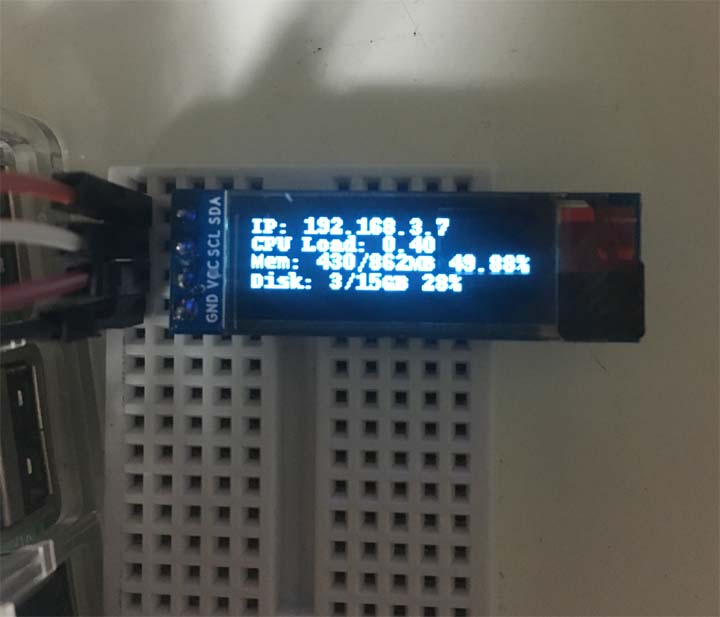 IP: 192.168.3.7
CPU Load: 0.40
Mem: 430/862MB 49.88%
Disk: 3/15GB 28%
GND VCC SCL SDA